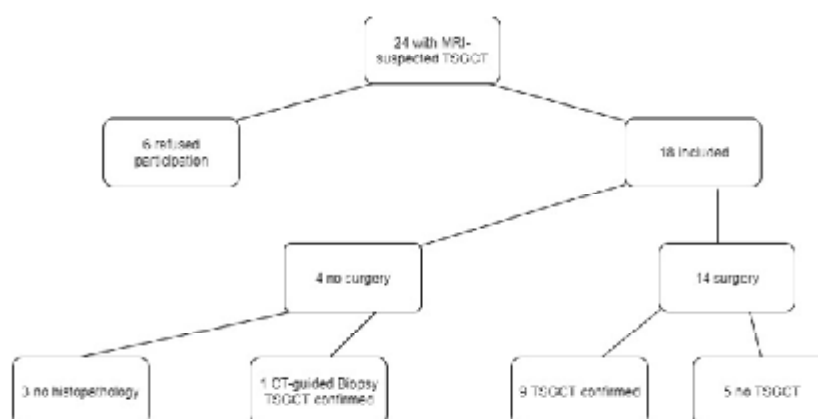 24 with MRI-
suspected TSGCT
6 refused
participation
18 included
4 no surgery
14 surgery
3 no histopathology
1 CT-guided Biopsy
TSGCT confirmed
9 TSGCT confirmed
5 no TSGCT